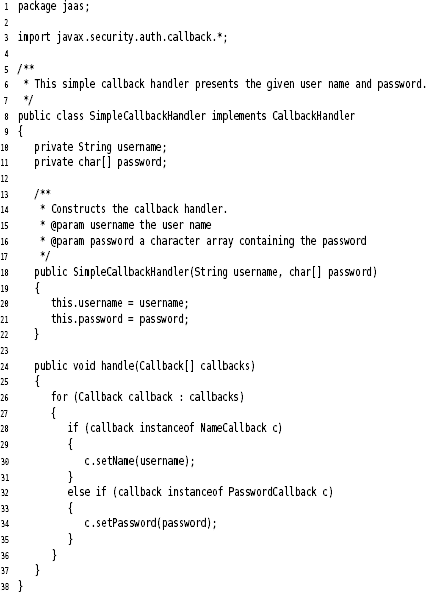 1 package jaas;
2
3 import javax.security.auth.callback.*;
4
5 /**
6  * This simple callback handler presents the given user name and password.
7  */
8 public class SimpleCallbackHandler implements CallbackHandler
9 {
10    private String username;
11    private char[] password;
12
13    /**
14     * Constructs the callback handler.
15     * @param username the user name
16     * @param password a character array containing the password
17     */
18    public SimpleCallbackHandler(String username, char[] password)
19    {
20       this.username = username;
21       this.password = password;
22    }
23
24    public void handle(Callback[] callbacks)
25    {
26       for (Callback callback : callbacks)
27       {
28          if (callback instanceof NameCallback c)
29          {
30             c.setName(username);
31          }
32          else if (callback instanceof PasswordCallback c)
33          {
34             c.setPassword(password);
35          }
36       }
37    }
38 }